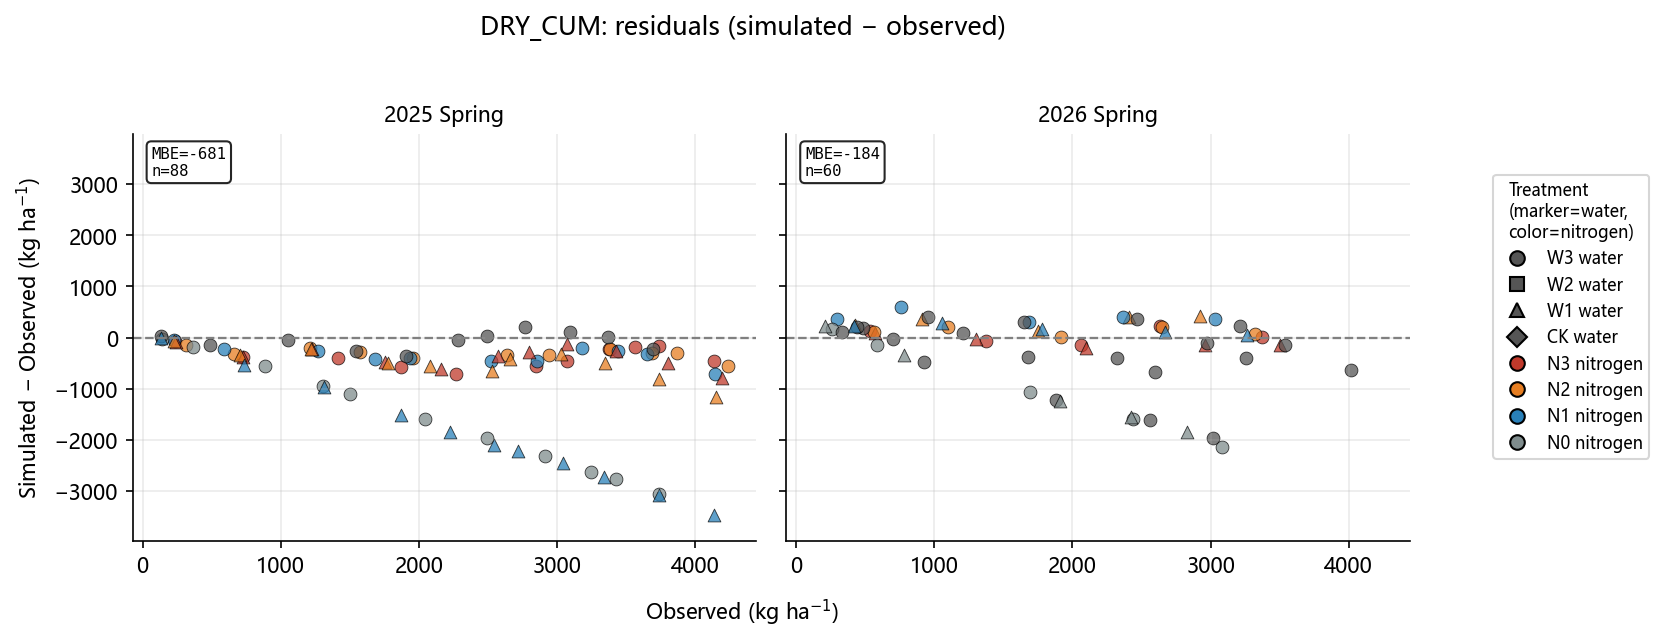 DRY_CUM: residuals (simulated − observed)
2025 Spring
2026 Spring
MBE=-681
n=88
MBE=-184
n=60
Simulated − Observed (kg ha⁻¹)
3000
2000
1000
0
−1000
−2000
−3000
0 1000 2000 3000 4000
0 1000 2000 3000 4000
Observed (kg ha⁻¹)
Treatment
(marker=water,
color=nitrogen)
W3 water
W2 water
W1 water
CK water
N3 nitrogen
N2 nitrogen
N1 nitrogen
N0 nitrogen